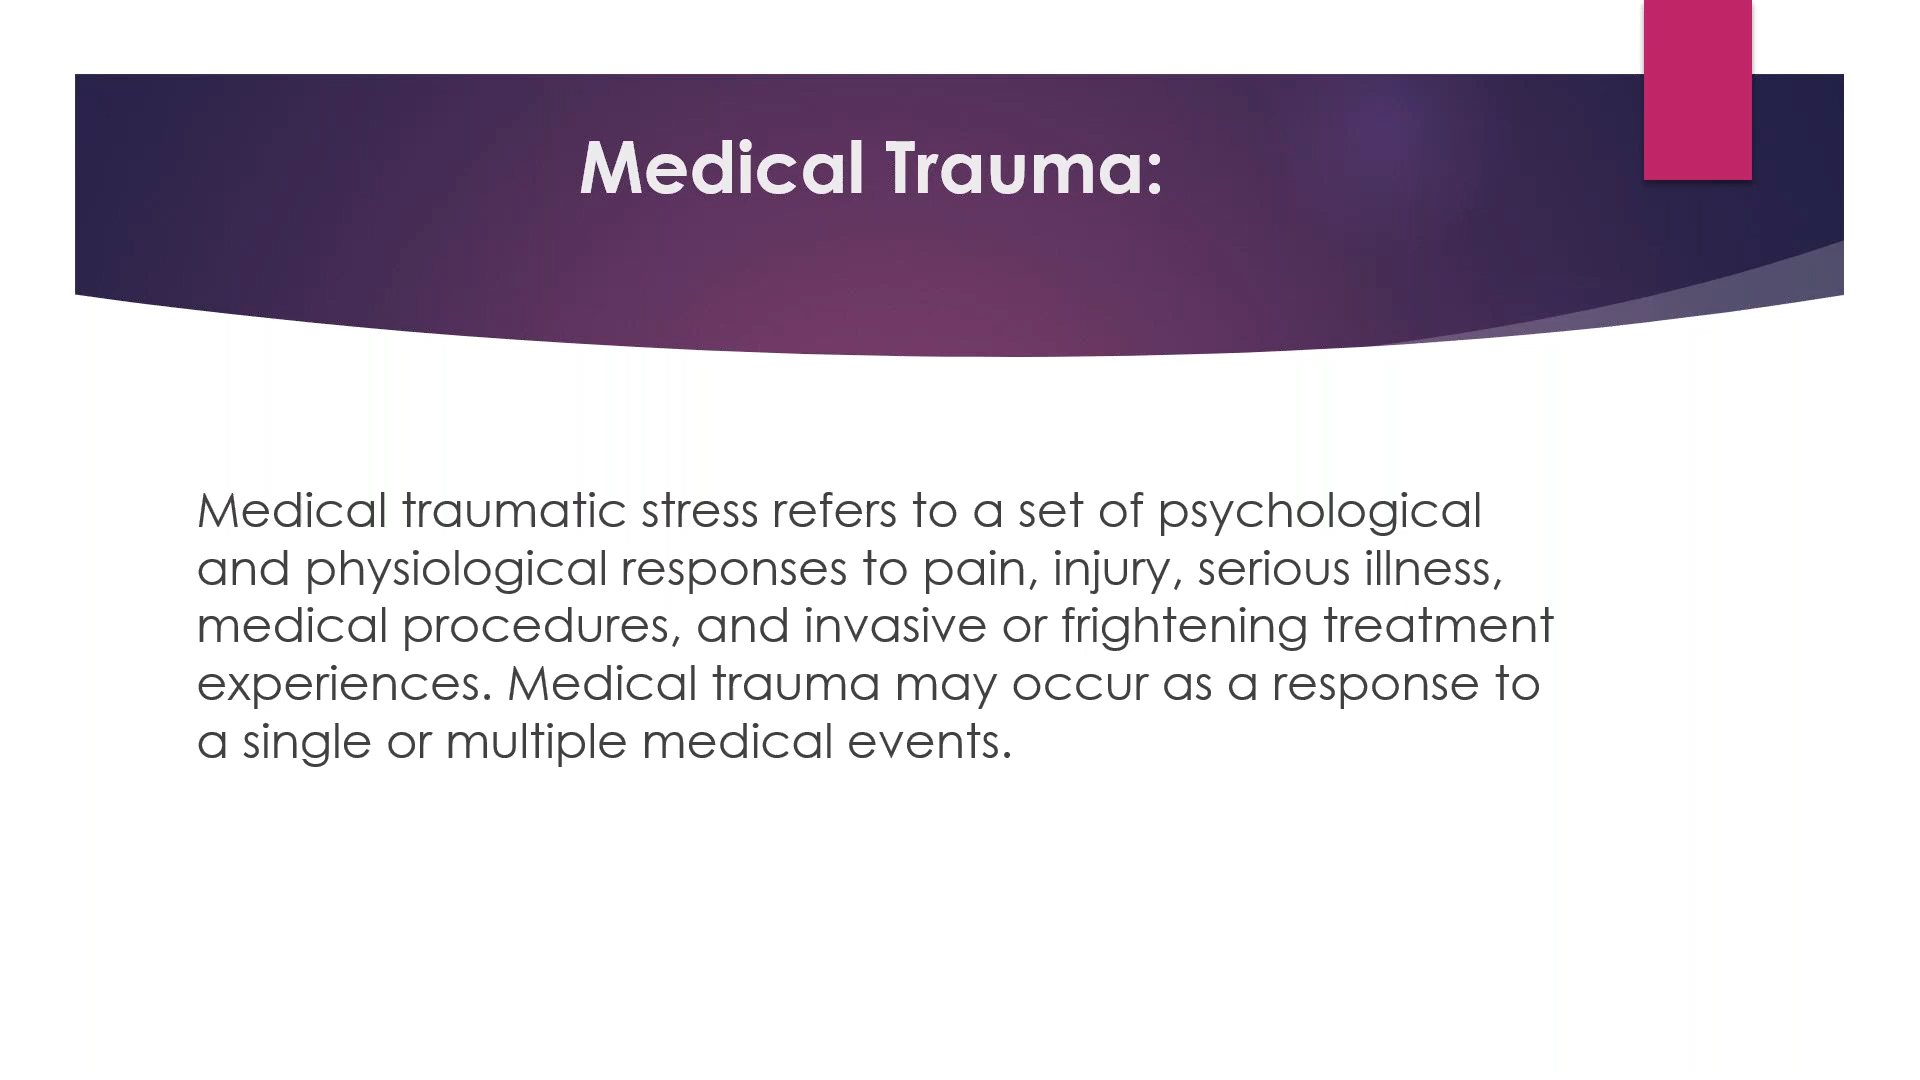 Medical Trauma:
Medical traumatic stress refers to a set of psychological
and physiological responses to pain, injury, serious illness,
medical procedures, and invasive or frightening treatment
experiences. Medical trauma may occur as a response to
a single or multiple medical events.